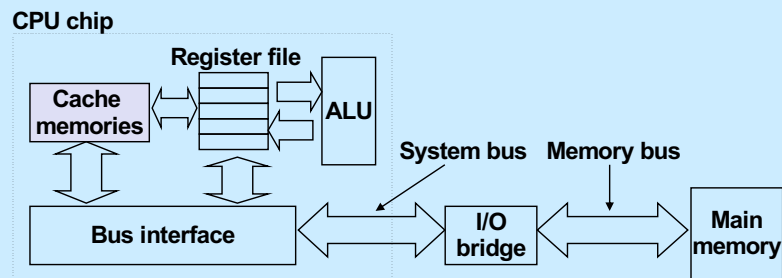 CPU chip
Register file
Cache
memories
ALU
System bus
Memory bus
Bus interface
I/O
bridge
Main
memory